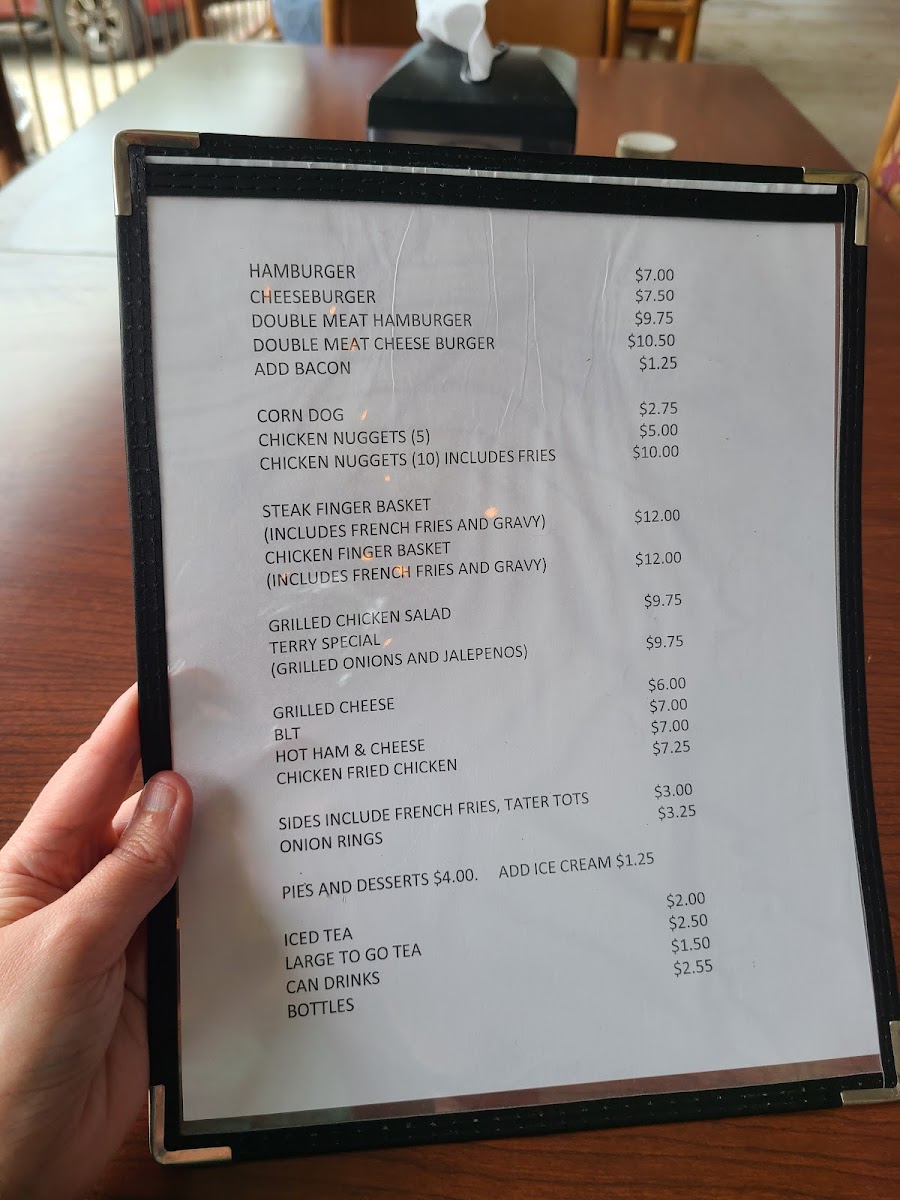 HAMBURGER $7.00
CHEESEBURGER $7.50
DOUBLE MEAT HAMBURGER $9.75
DOUBLE MEAT CHEESE BURGER $10.50
ADD BACON $1.25
CORN DOG $2.75
CHICKEN NUGGETS (5) $5.00
CHICKEN NUGGETS (10) INCLUDES FRIES $10.00
STEAK FINGER BASKET
(INCLUDES FRENCH FRIES AND GRAVY) $12.00
CHICKEN FINGER BASKET
(INCLUDES FRENCH FRIES AND GRAVY) $12.00
GRILLED CHICKEN SALAD $9.75
TERRY SPECIAL
(GRILLED ONIONS AND JALEPENOS) $9.75
GRILLED CHEESE $6.00
BLT $7.00
HOT HAM & CHEESE $7.00
CHICKEN FRIED CHICKEN $7.25
SIDES INCLUDE FRENCH FRIES, TATER TOTS $3.00
ONION RINGS $3.25
PIES AND DESSERTS $4.00. ADD ICE CREAM $1.25
ICED TEA $2.00
LARGE TO GO TEA $2.50
CAN DRINKS $1.50
BOTTLES $2.55